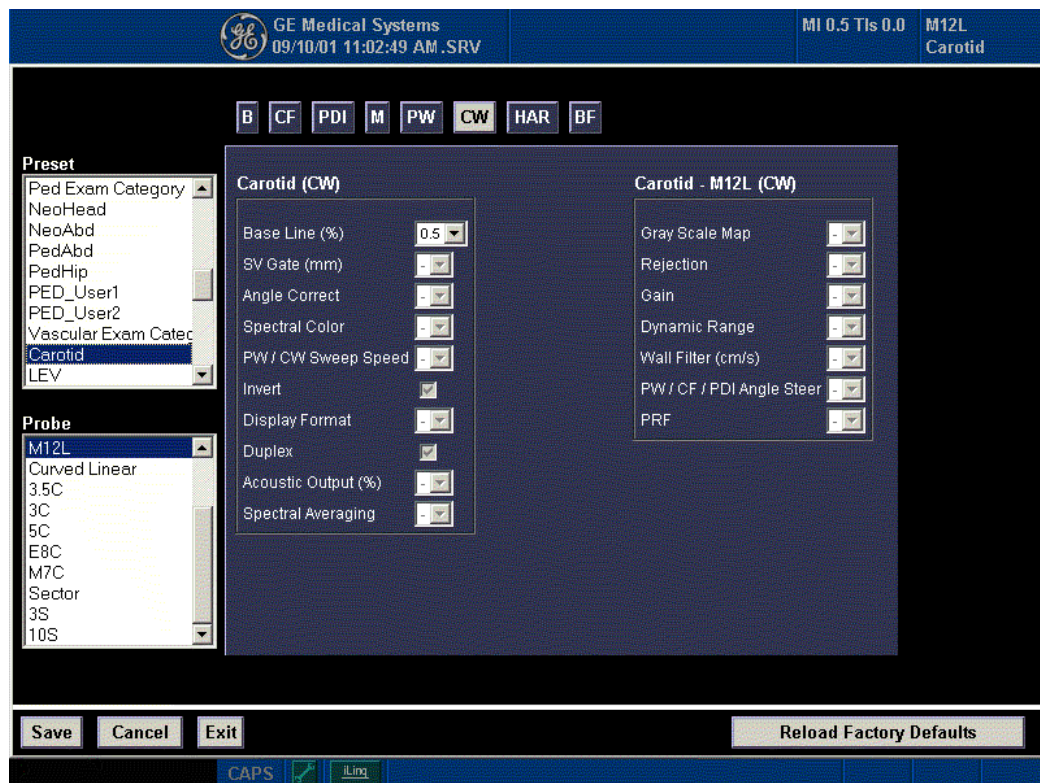 GE Medical Systems
09/10/01 11:02:49 AM.SRV
MI 0.5 TIs 0.0
M12L
Carotid
B CF PDI M PW CW HAR BF
Preset
Ped Exam Category
NeoHead
NeoAbd
PedAbd
PedHip
PED_User1
PED_User2
Vascular Exam Categ
Carotid
LEV
Probe
M12L
Curved Linear
3.5C
3C
5C
E8C
M7C
Sector
3S
10S
Carotid (CW)
Base Line (%) 0.5
SV Gate (mm) -
Angle Correct -
Spectral Color -
PW / CW Sweep Speed -
Invert
Display Format -
Duplex
Acoustic Output (%) -
Spectral Averaging -
Carotid - M12L (CW)
Gray Scale Map -
Rejection -
Gain -
Dynamic Range -
Wall Filter (cm/s) -
PW / CF / PDI Angle Steer -
PRF -
Save Cancel Exit
Reload Factory Defaults
CAPS iLinq